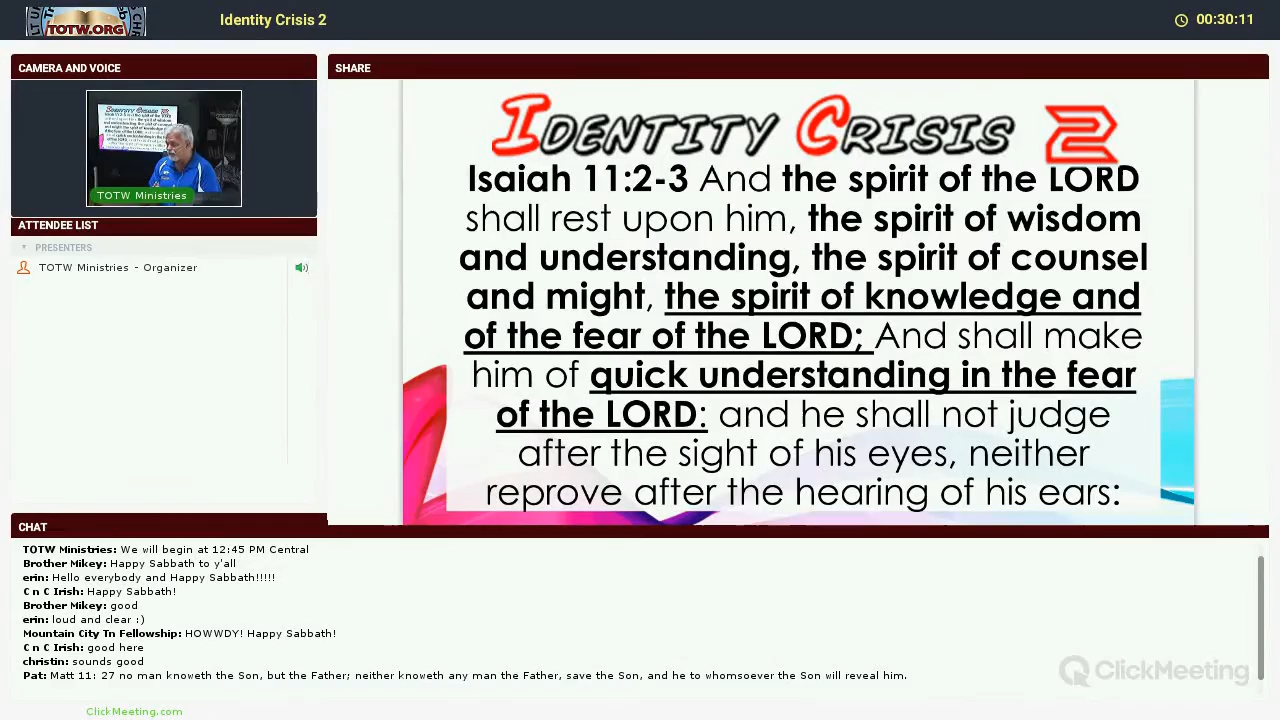 TOTW.ORG
Identity Crisis 2
00:30:11
CAMERA AND VOICE
TOTW Ministries
ATTENDEE LIST
PRESENTERS
TOTW Ministries - Organizer
SHARE
IDENTITY CRISIS 2
Isaiah 11:2-3 And the spirit of the LORD
shall rest upon him, the spirit of wisdom
and understanding, the spirit of counsel
and might, the spirit of knowledge and
of the fear of the LORD; And shall make
him of quick understanding in the fear
of the LORD: and he shall not judge
after the sight of his eyes, neither
reprove after the hearing of his ears:
CHAT
TOTW Ministries: We will begin at 12:45 PM Central
Brother Mikey: Happy Sabbath to y'all
erin: Hello everybody and Happy Sabbath!!!!!
C n C Irish: Happy Sabbath!
Brother Mikey: good
erin: loud and clear :)
Mountain City Tn Fellowship: HOWWDY! Happy Sabbath!
C n C Irish: good here
christin: sounds good
Pat: Matt 11: 27 no man knoweth the Son, but the Father; neither knoweth any man the Father, save the Son, and he to whomsoever the Son will reveal him.
ClickMeeting
ClickMeeting.com